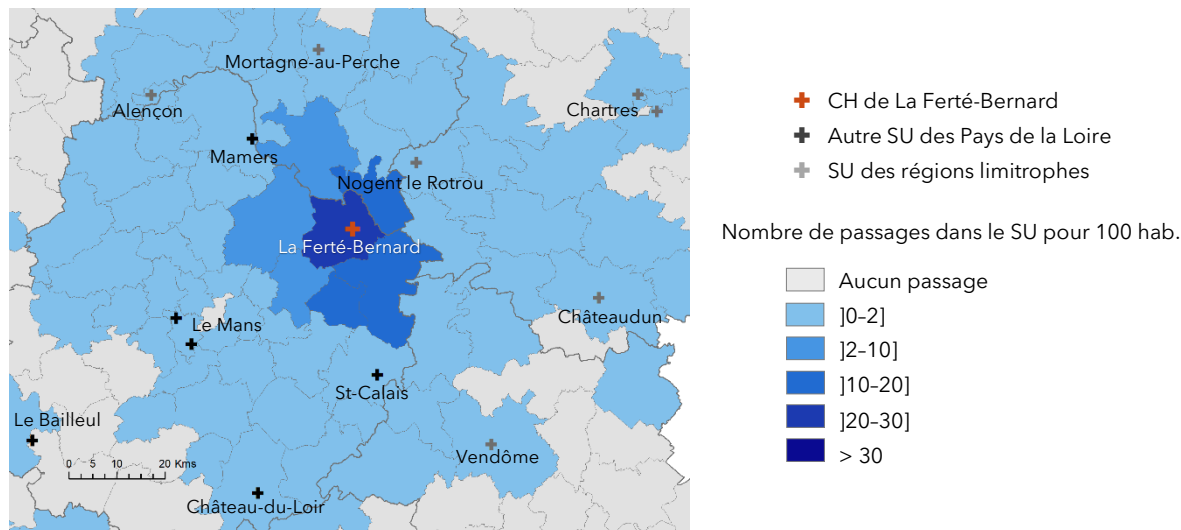 Mortagne-au-Perche
Alençon
Chartres
Mamers
Nogent le Rotrou
La Ferté-Bernard
Châteaudun
Le Mans
St-Calais
Le Bailleul
Vendôme
0 5 10 20 Kms
Château-du-Loir
CH de La Ferté-Bernard
Autre SU des Pays de la Loire
SU des régions limitrophes
Nombre de passages dans le SU pour 100 hab.
Aucun passage
]0–2]
]2–10]
]10–20]
]20–30]
> 30